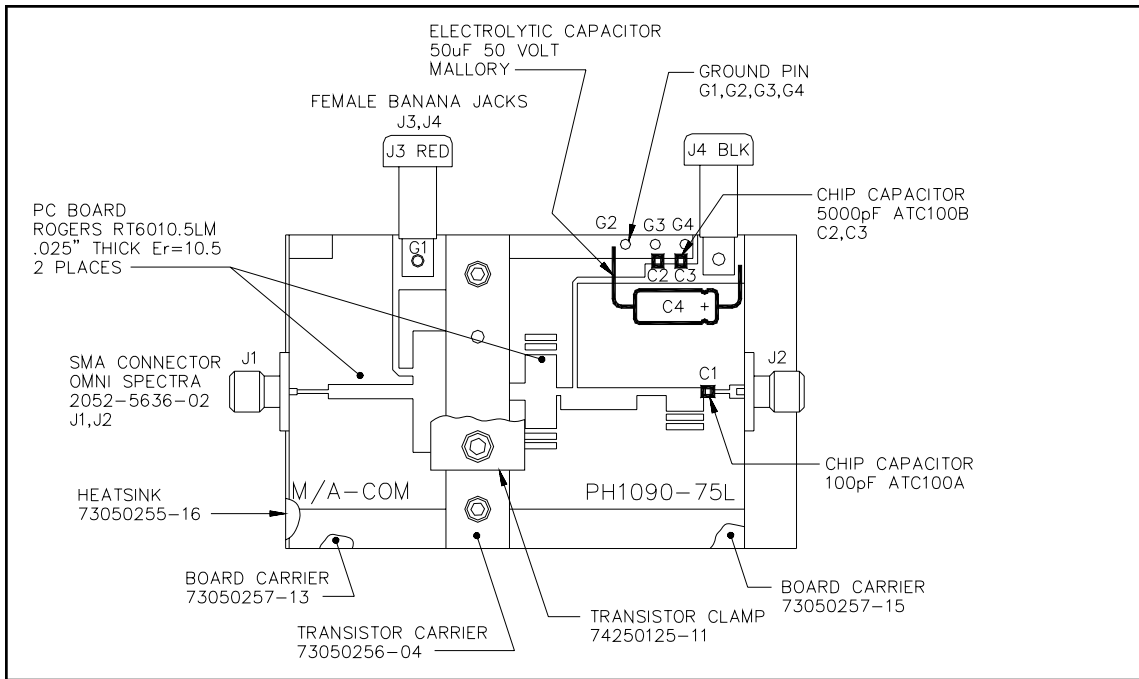 ELECTROLYTIC CAPACITOR
50uF 50 VOLT
MALLORY
GROUND PIN
G1,G2,G3,G4
FEMALE BANANA JACKS
J3,J4
J3 RED
J4 BLK
CHIP CAPACITOR
5000pF ATC100B
C2,C3
PC BOARD
ROGERS RT6010.5LM
.025" THICK Er=10.5
2 PLACES
G2
G3
G4
G1
C2
C3
C4
+
SMA CONNECTOR
OMNI SPECTRA
2052-5636-02
J1,J2
J1
C1
J2
CHIP CAPACITOR
100pF ATC100A
HEATSINK
73050255-16
M/A-COM
PH1090-75L
BOARD CARRIER
73050257-13
BOARD CARRIER
73050257-15
TRANSISTOR CARRIER
73050256-04
TRANSISTOR CLAMP
74250125-11